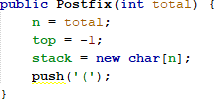 public Postfix(int total) {
n = total;
top = -1;
stack = new char[n];
push('(');
}